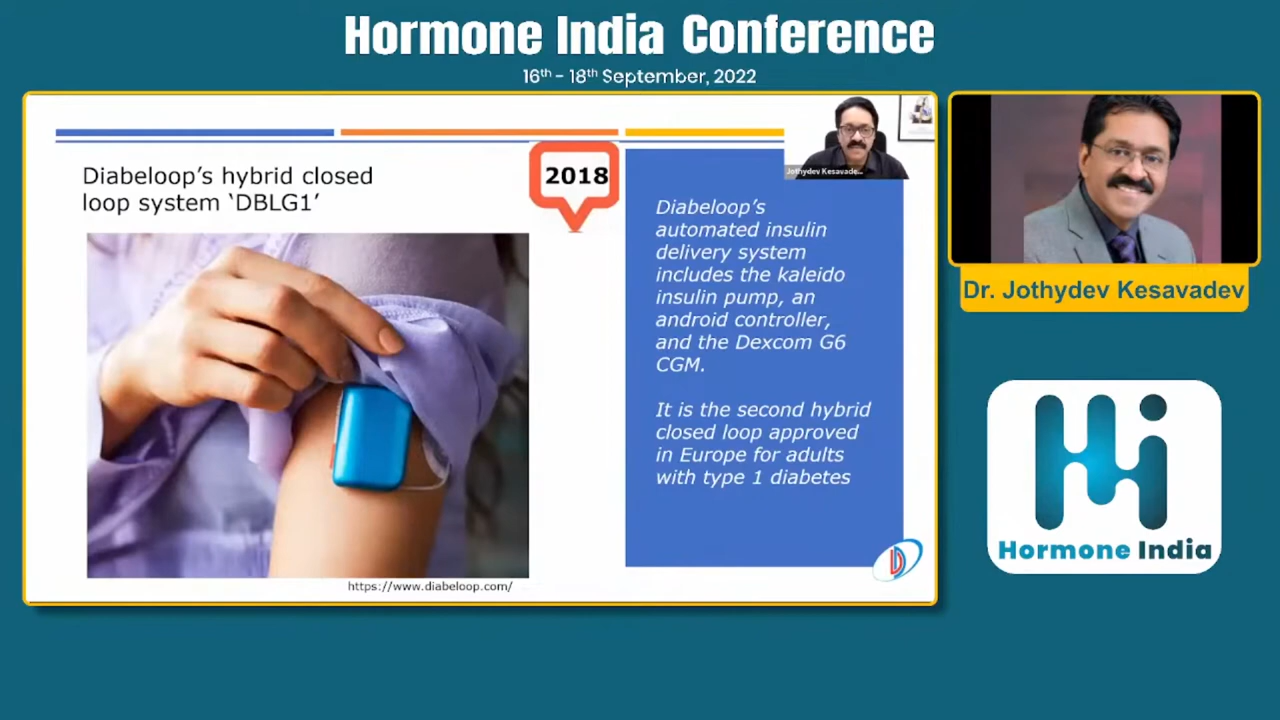 Hormone India Conference
16th - 18th September, 2022
Diabeloop's hybrid closed
loop system ‘DBLG1’
2018
Jothydev Kesavade...
Diabeloop's
automated insulin
delivery system
includes the kaleido
insulin pump, an
android controller,
and the Dexcom G6
CGM.
It is the second hybrid
closed loop approved
in Europe for adults
with type 1 diabetes
https://www.diabeloop.com/
Dr. Jothydev Kesavadev
Hormone India